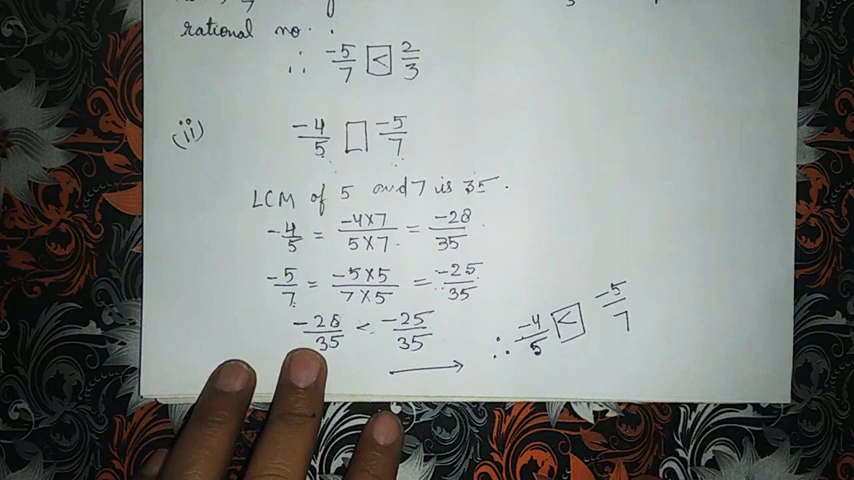 7
rational no. :
∴ -5/7 [<] 2/3
(ii) -4/5 □ -5/7
LCM of 5 and 7 is 35.
-4/5 = -4×7/5×7 = -28/35
-5/7 = -5×5/7×5 = -25/35
-28/35 < -25/35
→ ∴ -4/5 [<] -5/7